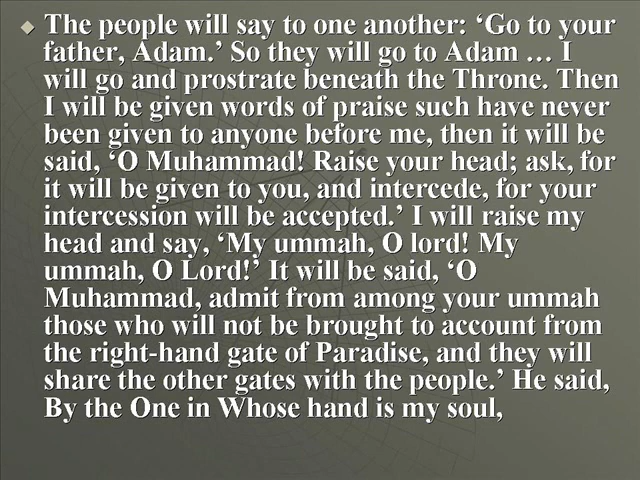 The people will say to one another: ‘Go to your
father, Adam.’ So they will go to Adam … I
will go and prostrate beneath the Throne. Then
I will be given words of praise such have never
been given to anyone before me, then it will be
said, ‘O Muhammad! Raise your head; ask, for
it will be given to you, and intercede, for your
intercession will be accepted.’ I will raise my
head and say, ‘My ummah, O lord! My
ummah, O Lord!’ It will be said, ‘O
Muhammad, admit from among your ummah
those who will not be brought to account from
the right-hand gate of Paradise, and they will
share the other gates with the people.’ He said,
By the One in Whose hand is my soul,